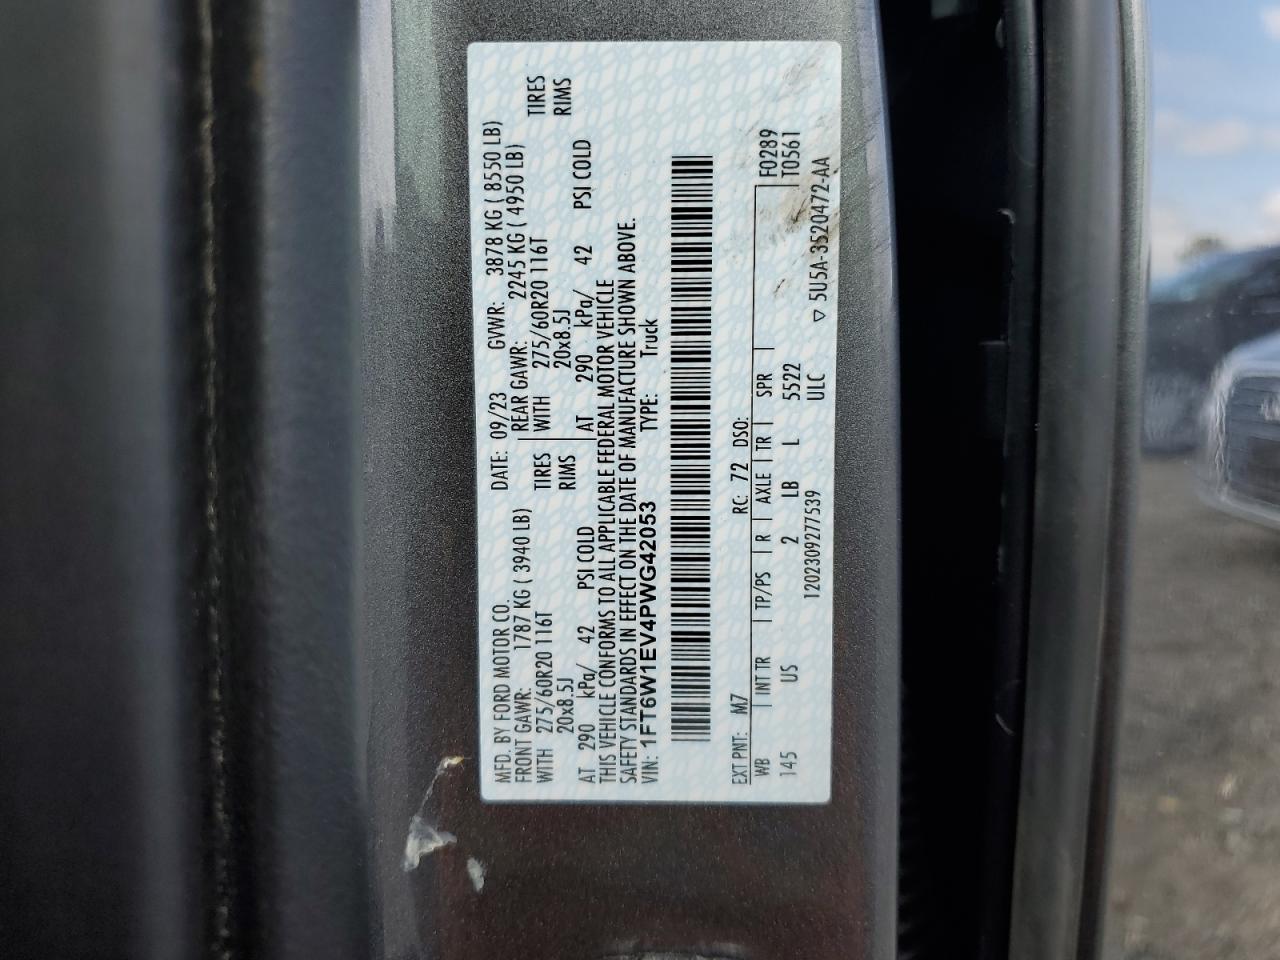 MFD. BY FORD MOTOR CO. DATE: 09/23 GVWR: 3878 KG ( 8550 LB)
FRONT GAWR: 1787 KG ( 3940 LB) REAR GAWR: 2245 KG ( 4950 LB)
WITH 275/60R20 116T TIRES WITH 275/60R20 116T TIRES
20x8.5J RIMS 20x8.5J RIMS
AT 290 kPa/ 42 PSI COLD AT 290 kPa/ 42 PSI COLD
THIS VEHICLE CONFORMS TO ALL APPLICABLE FEDERAL MOTOR VEHICLE
SAFETY STANDARDS IN EFFECT ON THE DATE OF MANUFACTURE SHOWN ABOVE.
VIN: 1FT6W1EV4PWG42053 TYPE: Truck
EXT PNT: M7 RC: 72 DSO:
WB | INT TR | TP/PS | R | AXLE | TR | SPR | F0289
145 US 2 LB L 5522 T0561
1202309277539 ULC ▽ 5U5A-3520472-AA